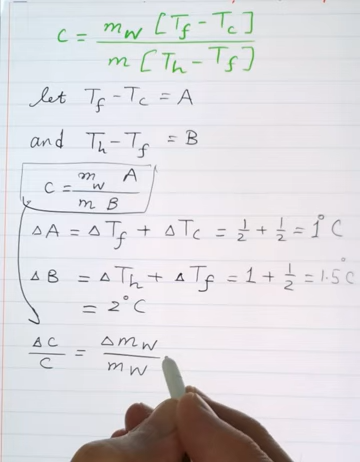 c = m_w [T_f - T_c] / m [T_h - T_f]
let T_f - T_c = A
and T_h - T_f = B
c = m_w A / m B
ΔA = ΔT_f + ΔT_c = 1/2 + 1/2 = 1°C
ΔB = ΔT_h + ΔT_f = 1 + 1/2 = 1.5°C
= 2°C
Δc/c = Δm_w/m_w